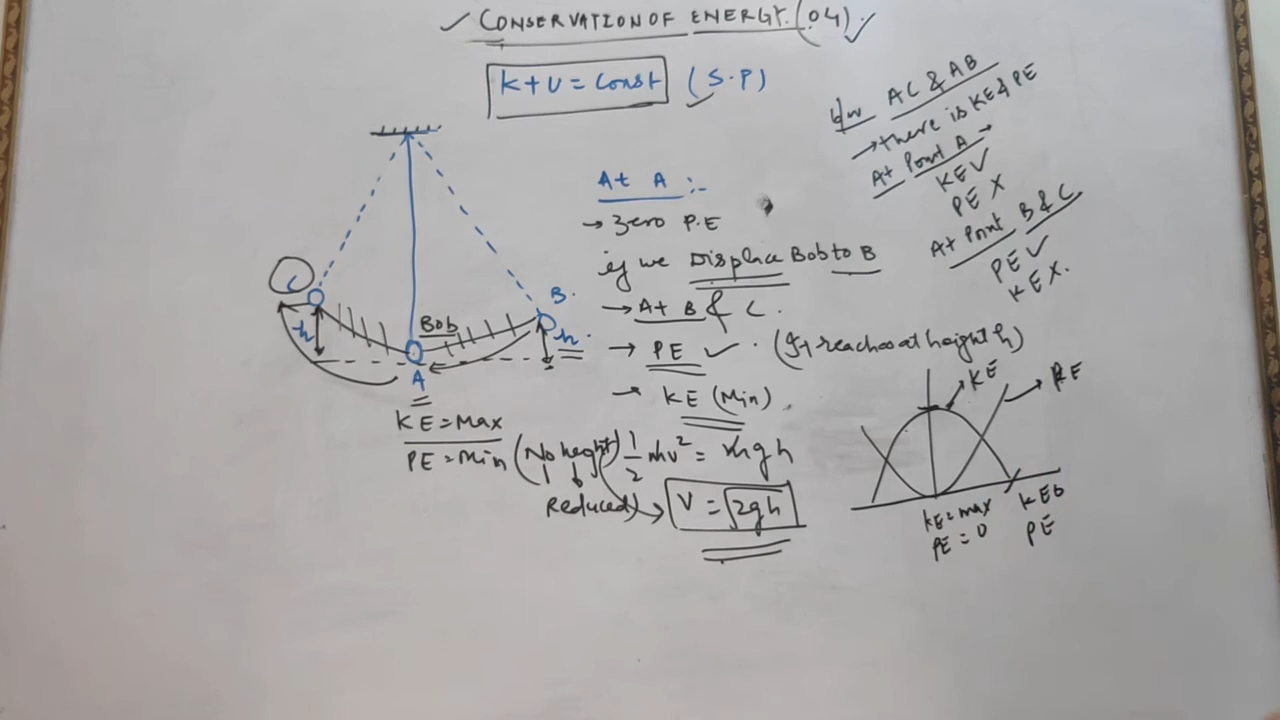 CONSERVATION OF ENERGY. (04)
K+U = Const (S.P)
b/w AC & AB
→ there is KE & PE
At Point A →
KE ✓
PE X
At Point B & C
PE ✓
KE X.
At A :-
→ Zero P.E
if we Displace Bob to B
→ At B & C.
→ PE ✓ . (It reaches at height h)
→ KE (Min)
C
h
Bob
B.
h.
A
KE = Max
PE = Min (No height)
Reduced
1/2 mv² = mgh
V = √2gh
KE
PE
KE = max
PE = 0
PE